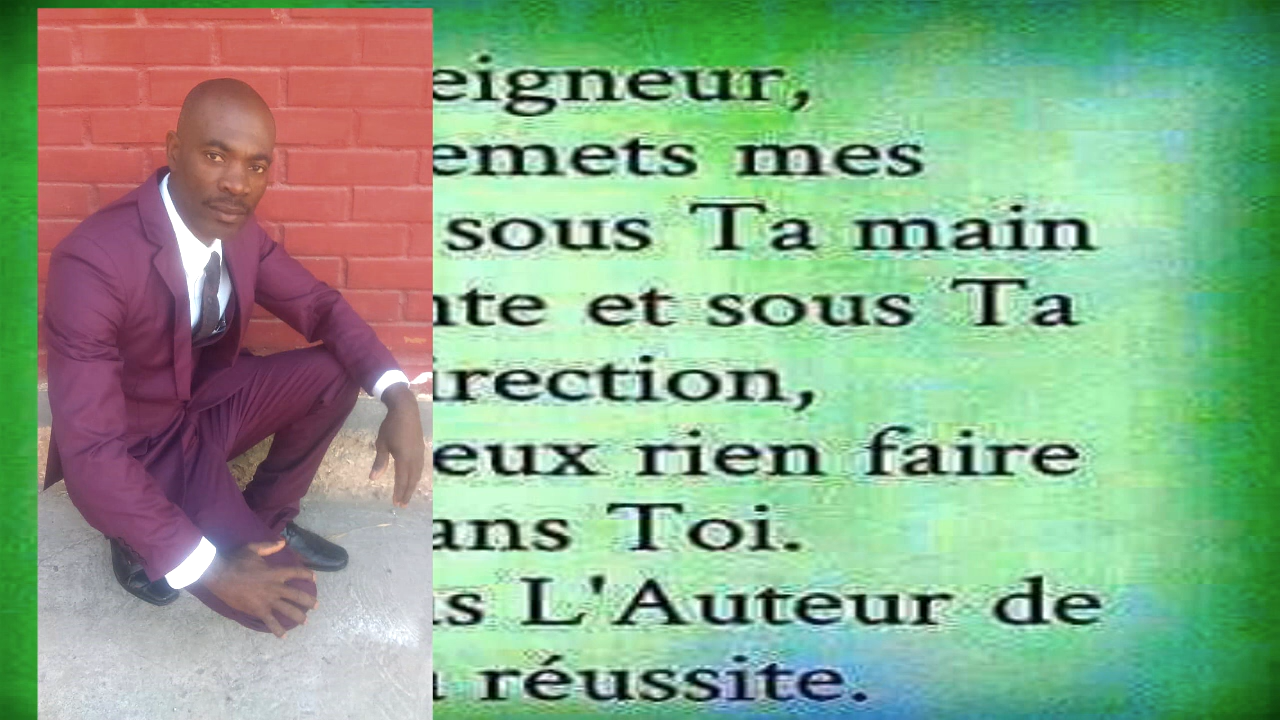 eigneur,
emets mes
sous Ta main
nte et sous Ta
irection,
eux rien faire
ans Toi.
is L'Auteur de
réussite.